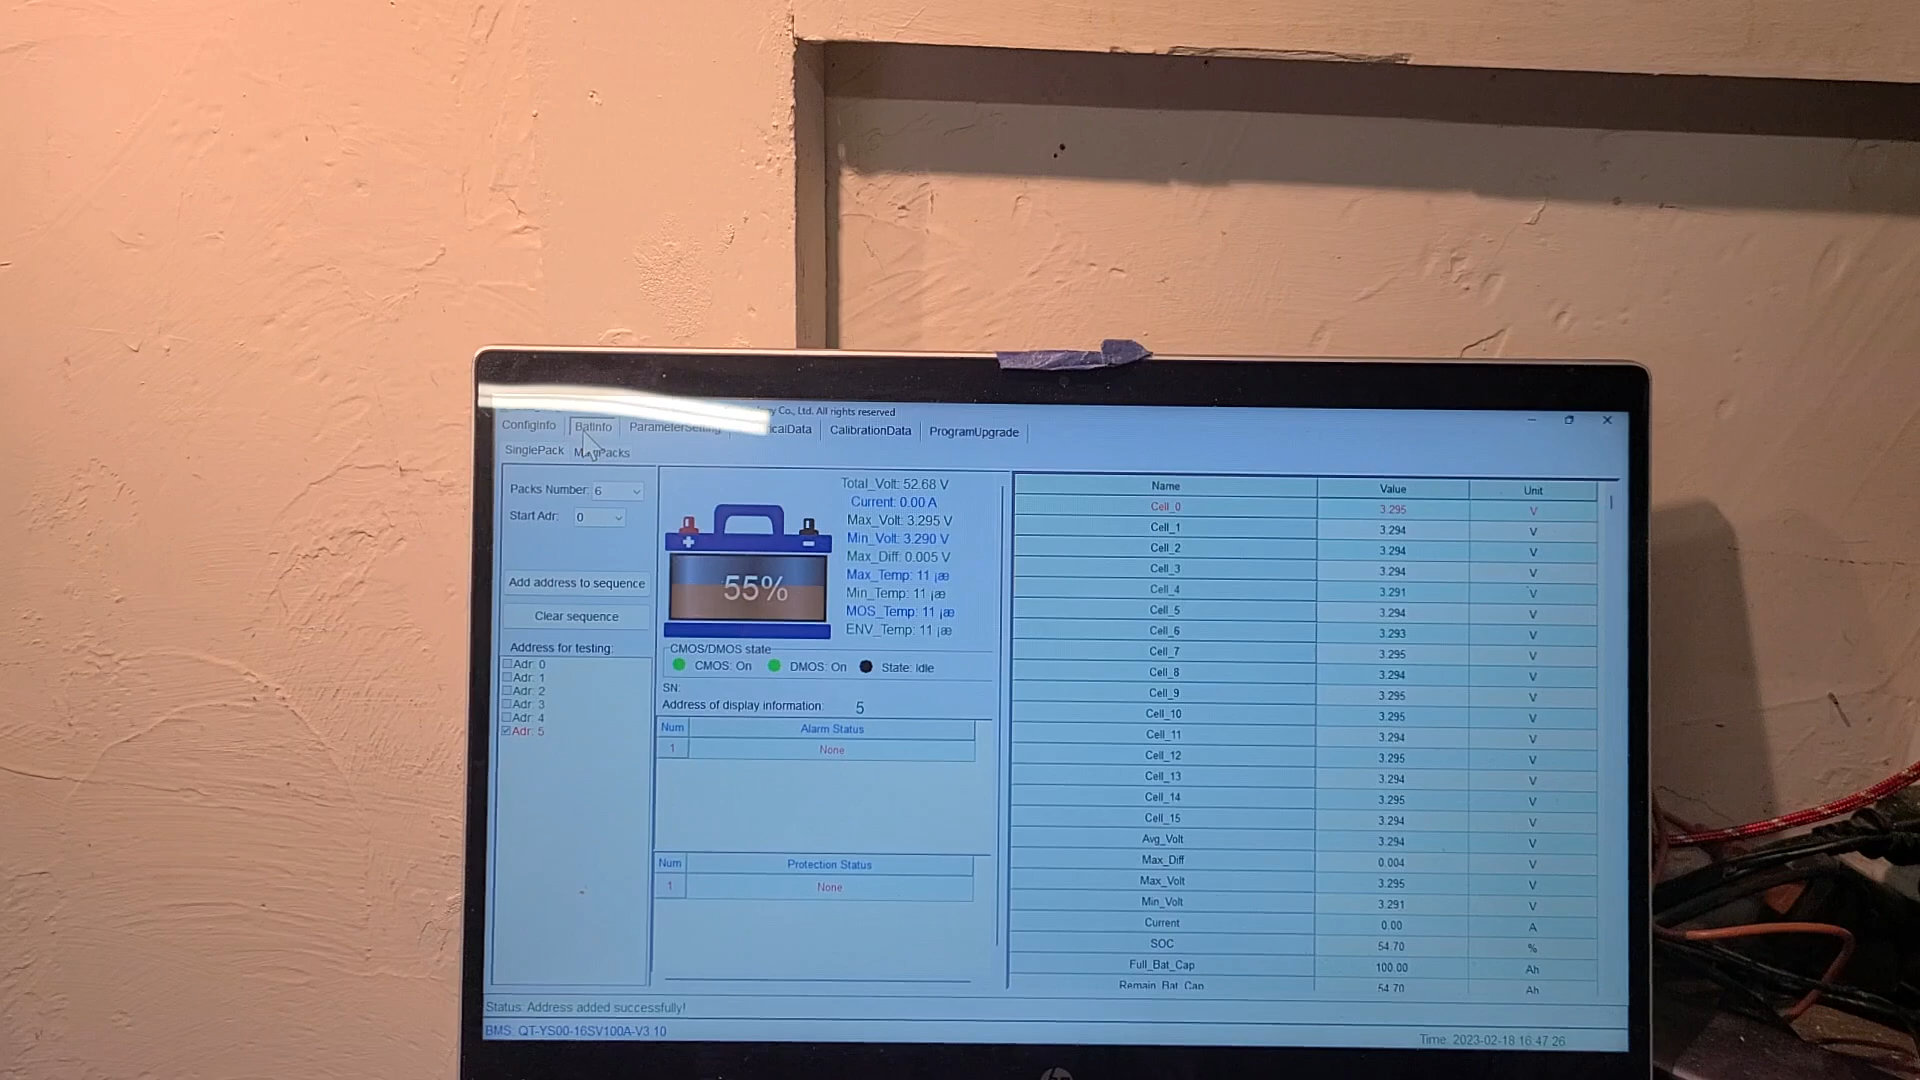 Co., Ltd. All rights reserved
ConfigInfo BatInfo ParameterSetting CalibrationData ProgramUpgrade
SinglePack
Packs Number: 6
Start Adr: 0
Add address to sequence
Clear sequence
Address for testing:
Adr: 0
Adr: 1
Adr: 2
Adr: 3
Adr: 4
Adr: 5
55%
Total_Volt: 52.68 V
Current: 0.00 A
Max_Volt: 3.295 V
Min_Volt: 3.290 V
Max_Diff: 0.005 V
Max_Temp: 11 ¡æ
Min_Temp: 11 ¡æ
MOS_Temp: 11 ¡æ
ENV_Temp: 11 ¡æ
CMOS/DMOS state
CMOS: On DMOS: On State: Idle
SN:
Address of display information: 5
Num Alarm Status
1 None
Num Protection Status
1 None
Name Value Unit
Cell_0 3.295 V
Cell_1 3.294 V
Cell_2 3.294 V
Cell_3 3.294 V
Cell_4 3.291 V
Cell_5 3.294 V
Cell_6 3.293 V
Cell_7 3.295 V
Cell_8 3.294 V
Cell_9 3.295 V
Cell_10 3.295 V
Cell_11 3.294 V
Cell_12 3.295 V
Cell_13 3.294 V
Cell_14 3.295 V
Cell_15 3.294 V
Avg_Volt 3.294 V
Max_Diff 0.004 V
Max_Volt 3.295 V
Min_Volt 3.291 V
Current 0.00 A
SOC 54.70 %
Full_Bat_Cap 100.00 Ah
Remain_Bat_Cap 54.70 Ah
Status: Address added successfully!
BMS: QT-YS00-16SV100A-V3.10
Time: 2023-02-18 16:47:26
hp